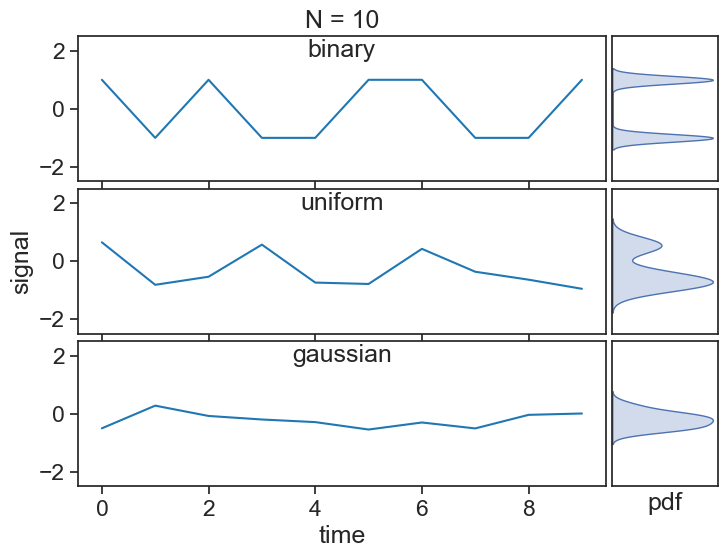 N = 10
binary
2
0
−2
uniform
2
0
−2
signal
gaussian
2
0
−2
0 2 4 6 8
time
pdf